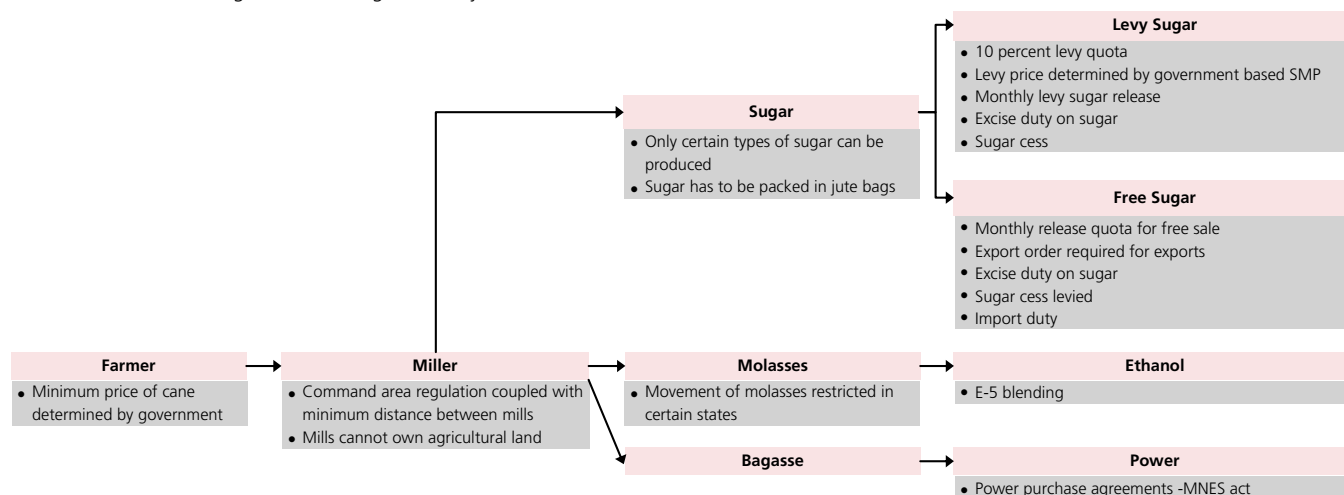 Levy Sugar
• 10 percent levy quota
• Levy price determined by government based SMP
• Monthly levy sugar release
• Excise duty on sugar
• Sugar cess
Sugar
• Only certain types of sugar can be
produced
• Sugar has to be packed in jute bags
Free Sugar
• Monthly release quota for free sale
• Export order required for exports
• Excise duty on sugar
• Sugar cess levied
• Import duty
Farmer
• Minimum price of cane
determined by government
Miller
• Command area regulation coupled with
minimum distance between mills
• Mills cannot own agricultural land
Molasses
• Movement of molasses restricted in
certain states
Ethanol
• E-5 blending
Bagasse
Power
• Power purchase agreements -MNES act